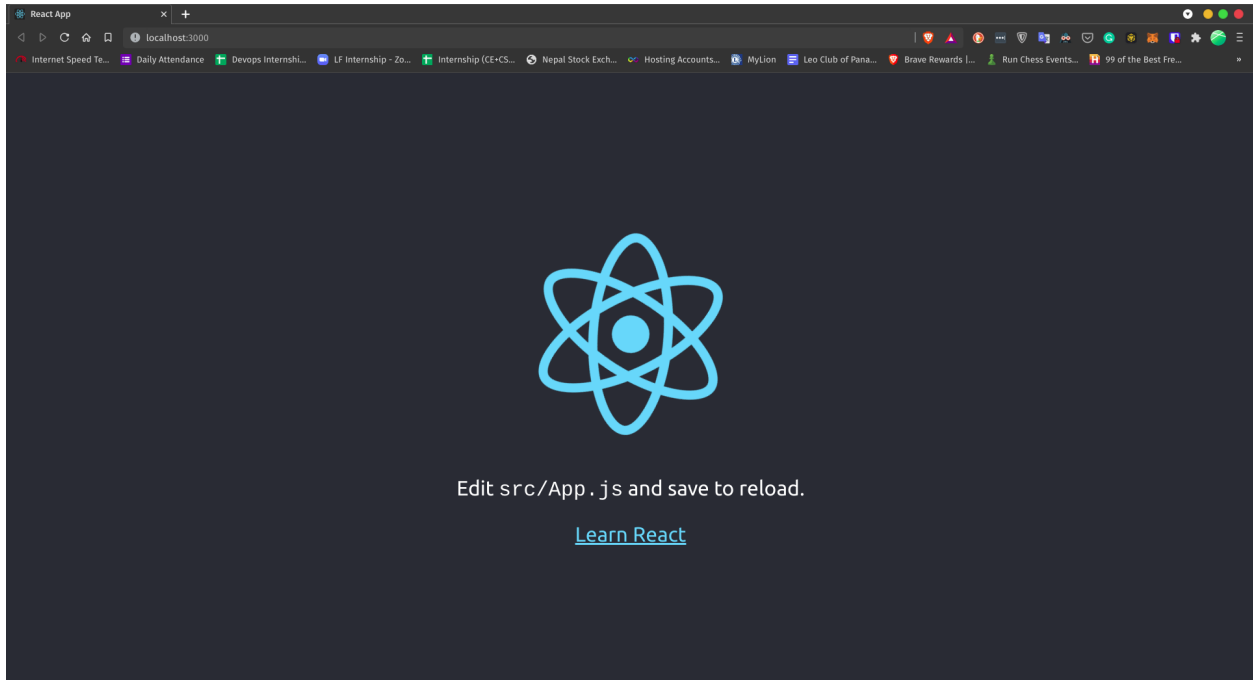 React App
localhost:3000
Internet Speed Te... Daily Attendance Devops Internshi... LF Internship - Zo... Internship (CE+CS... Nepal Stock Exch... Hosting Accounts... MyLion Leo Club of Pana... Brave Rewards |... Run Chess Events... 99 of the Best Fre... »
Edit src/App.js and save to reload.
Learn React